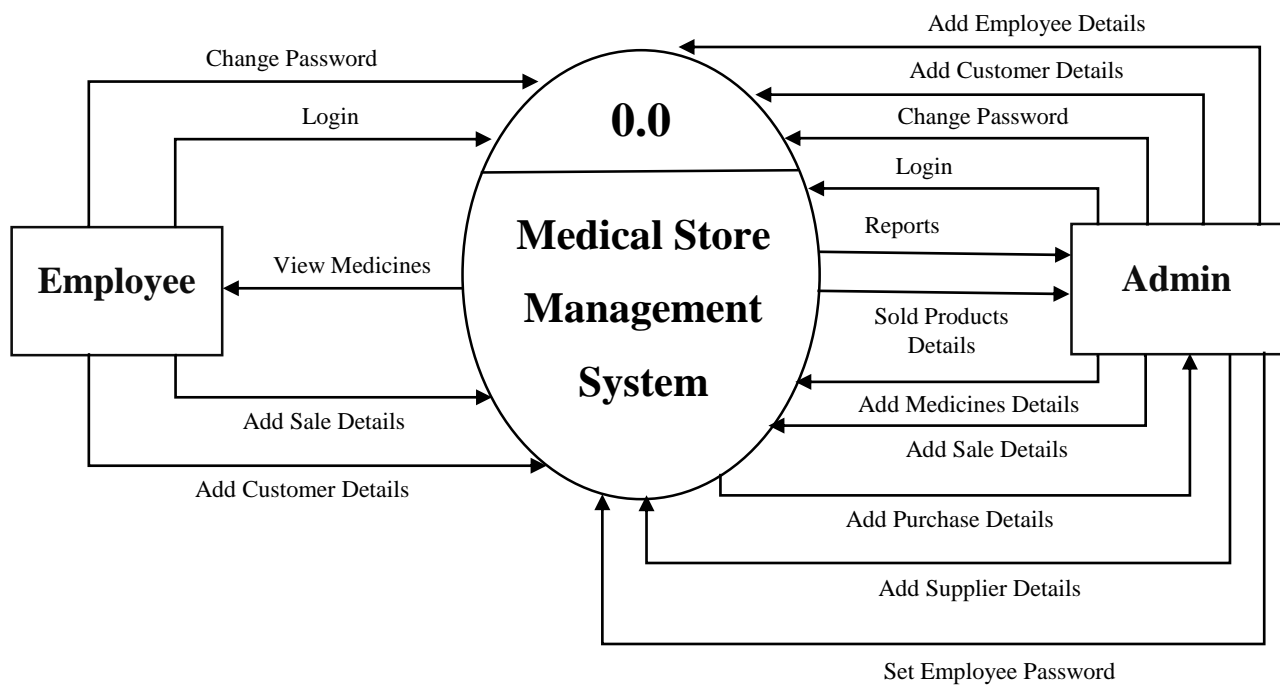 Add Employee Details
Change Password
Add Customer Details
Login
0.0
Change Password
Login
Reports
Medical Store
Management
System
Employee
View Medicines
Admin
Sold Products
Details
Add Medicines Details
Add Sale Details
Add Sale Details
Add Customer Details
Add Purchase Details
Add Supplier Details
Set Employee Password